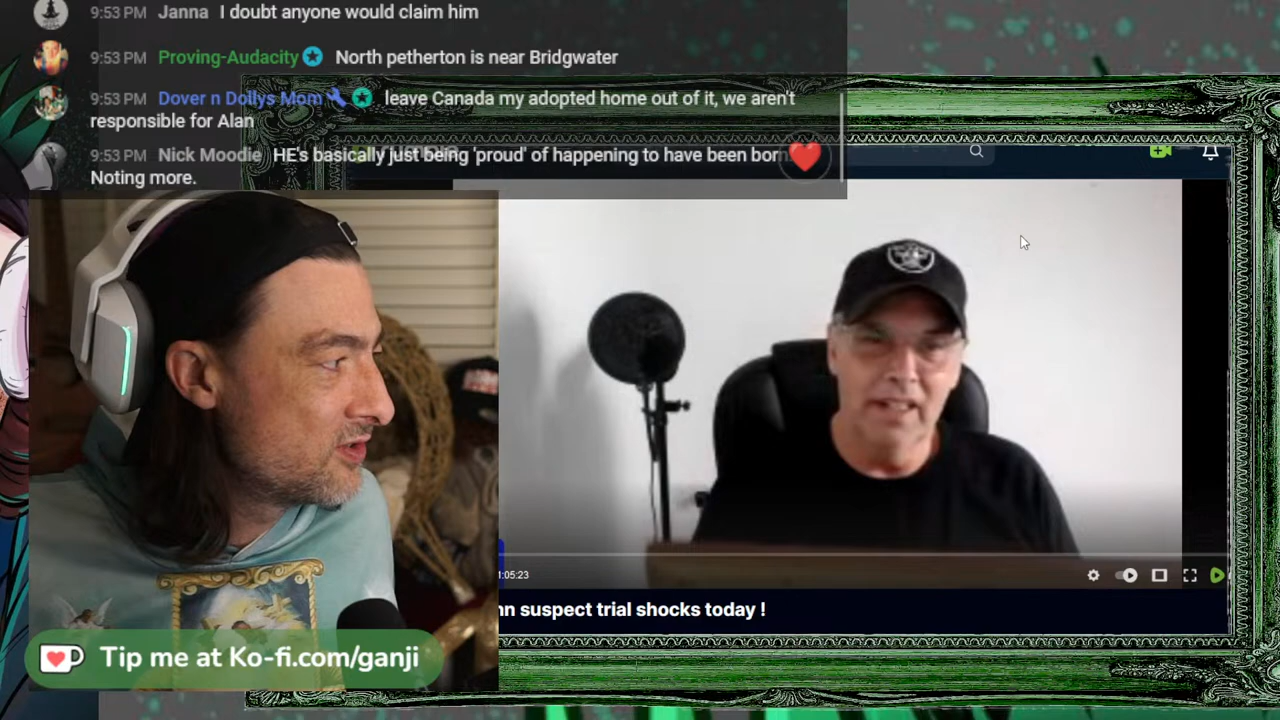 9:53 PM Janna I doubt anyone would claim him
9:53 PM Proving-Audacity North petherton is near Bridgwater
9:53 PM Dover n Dollys Mom leave Canada my adopted home out of it, we aren't
responsible for Alan
9:53 PM Nick Moodie HE's basically just being 'proud' of happening to have been born
Noting more.
1:05:23
nn suspect trial shocks today !
Tip me at Ko-fi.com/ganji